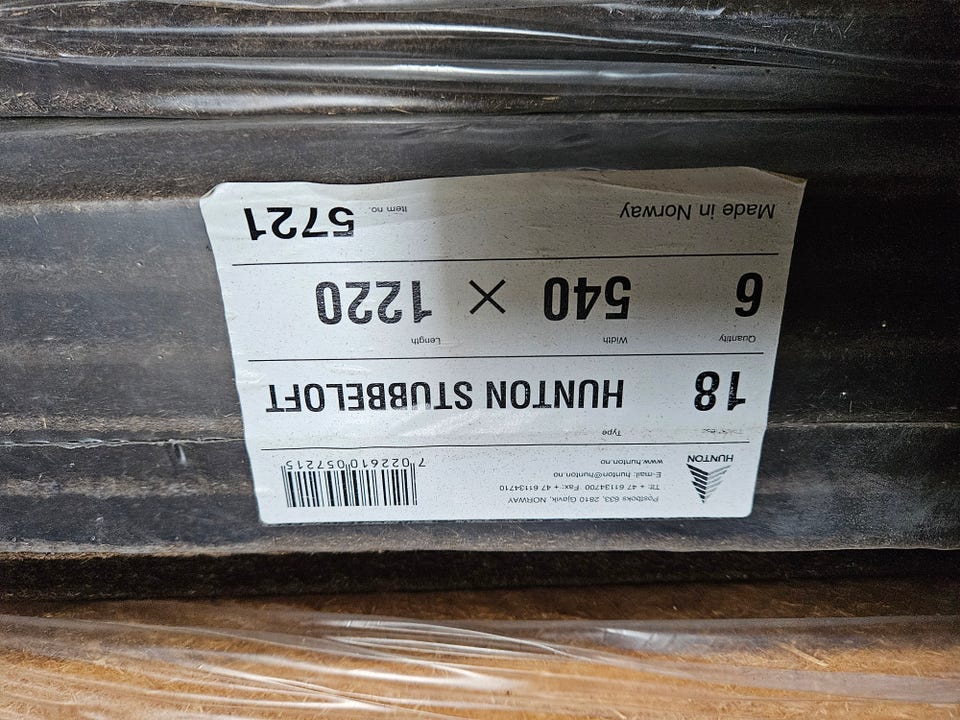 HUNTON
Postboks 633, 2810 Gjøvik, NORWAY
Tlf: + 47 61134700 Fax: + 47 61134710
E-mail: hunton@hunton.no
www.hunton.no
7 022610 057215
Type
18 HUNTON STUBBELOFT
Quantity Width Length
6 540 × 1220
Made in Norway Item no. 5721